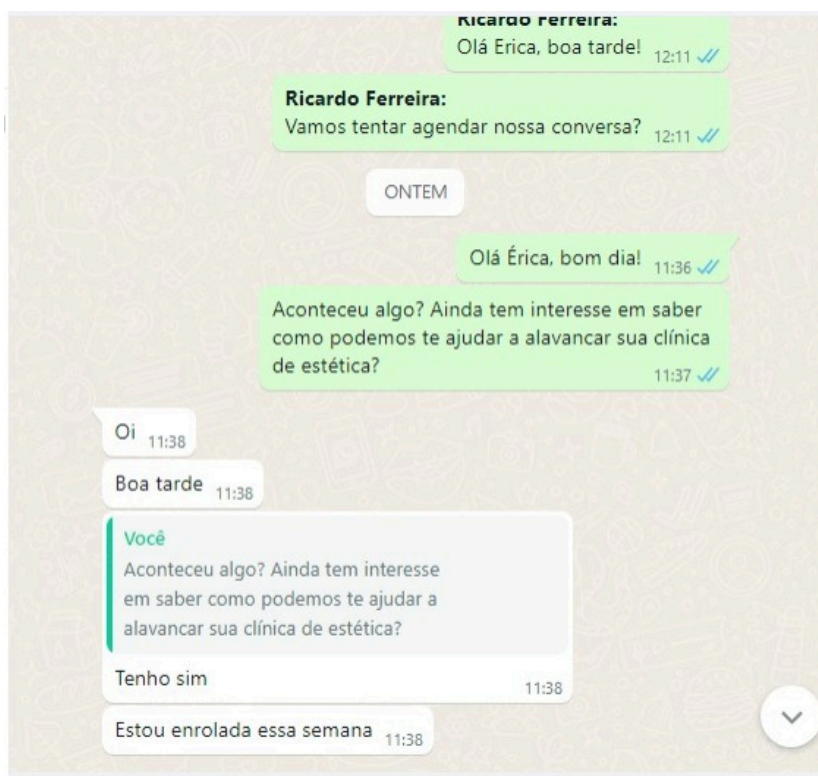 Ricardo Ferreira:
Olá Erica, boa tarde!
12:11
Ricardo Ferreira:
Vamos tentar agendar nossa conversa?
12:11
ONTEM
Olá Érica, bom dia!
11:36
Aconteceu algo? Ainda tem interesse em saber
como podemos te ajudar a alavancar sua clínica
de estética?
11:37
Oi
11:38
Boa tarde
11:38
Você
Aconteceu algo? Ainda tem interesse
em saber como podemos te ajudar a
alavancar sua clínica de estética?
Tenho sim
11:38
Estou enrolada essa semana
11:38